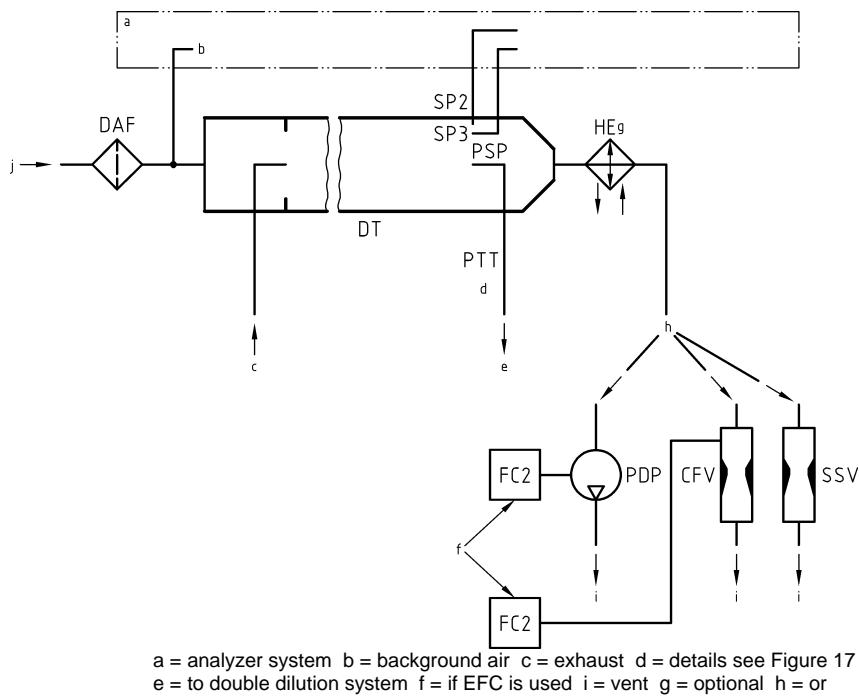 a
b
SP2
DAF
SP3
HEg
PSP
j
DT
PTT
d
h
c
e
FC2
PDP
CFV
SSV
f
i
i
i
FC2
a = analyzer system b = background air c = exhaust d = details see Figure 17
e = to double dilution system f = if EFC is used i = vent g = optional h = or